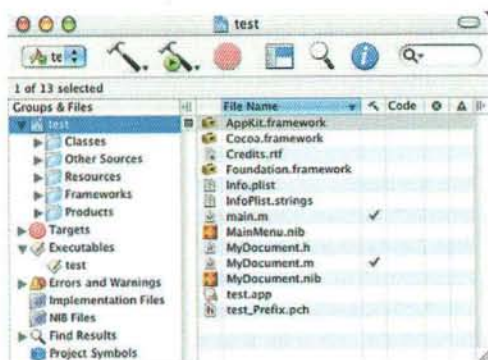 test
te
1 of 13 selected
Groups & Files
test
Classes
Other Sources
Resources
Frameworks
Products
Targets
Executables
test
Errors and Warnings
Implementation Files
NIB Files
Find Results
Project Symbols
File Name Code
AppKit.framework
Cocoa.framework
Credits.rtf
Foundation.framework
Info.plist
InfoPlist.strings
main.m
MainMenu.nib
MyDocument.h
MyDocument.m
MyDocument.nib
test.app
test_Prefix.pch